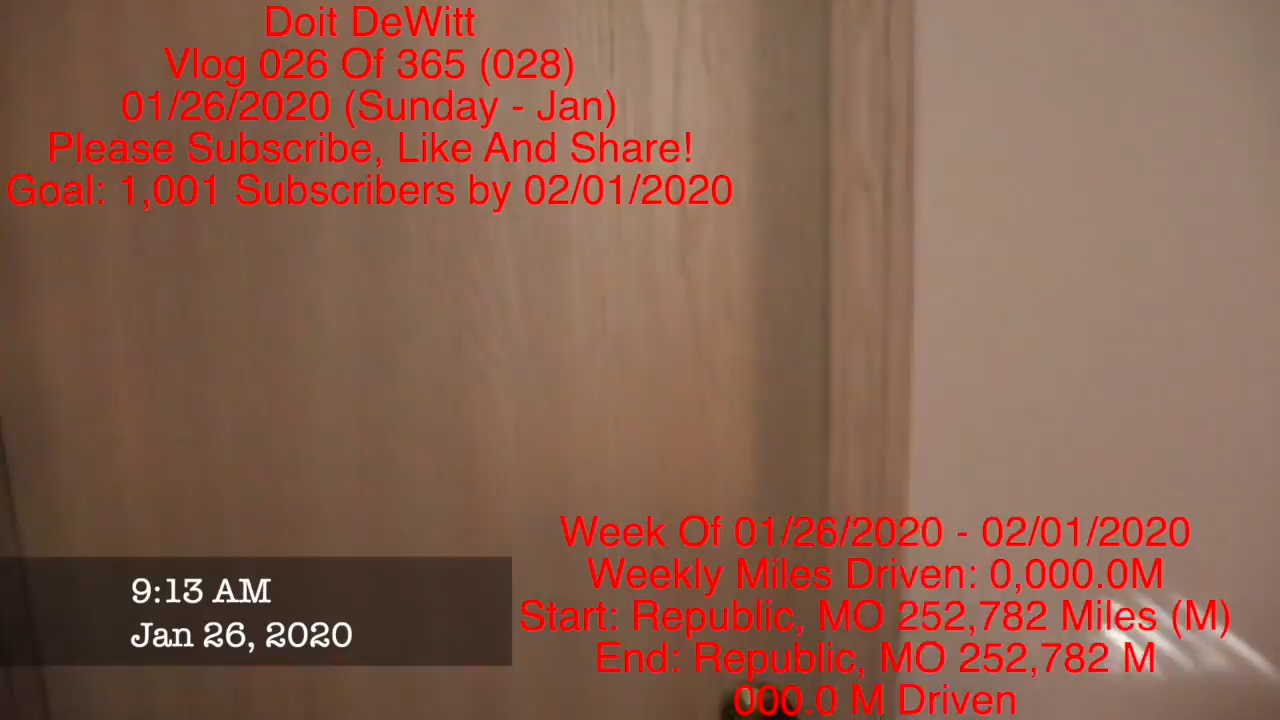 Doit DeWitt
Vlog 026 Of 365 (028)
01/26/2020 (Sunday - Jan)
Please Subscribe, Like And Share!
Goal: 1,001 Subscribers by 02/01/2020
9:13 AM
Jan 26, 2020
Week Of 01/26/2020 - 02/01/2020
Weekly Miles Driven: 0,000.0M
Start: Republic, MO 252,782 Miles (M)
End: Republic, MO 252,782 M
000.0 M Driven